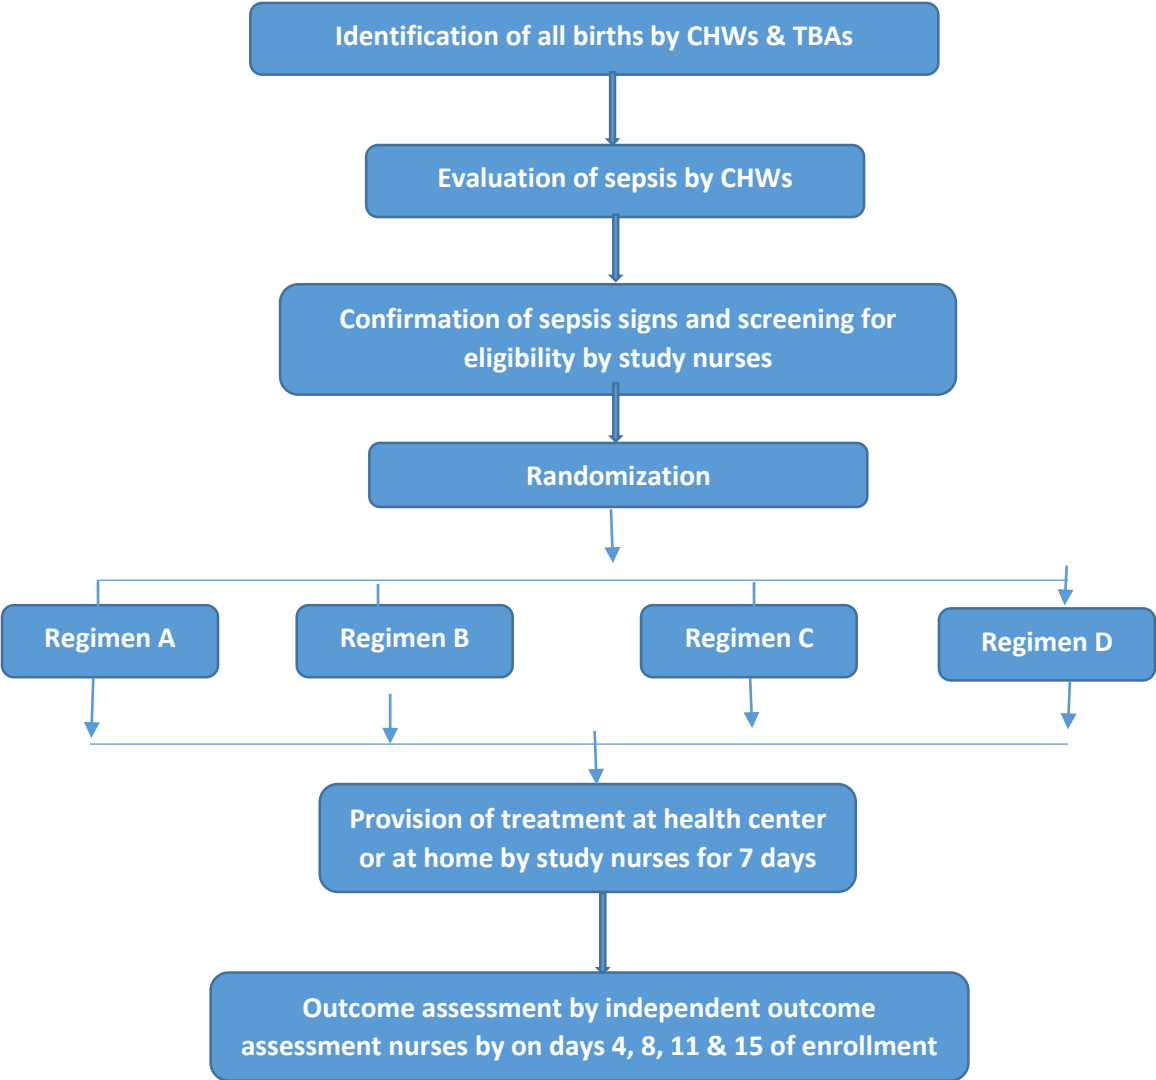 Identification of all births by CHWs & TBAs
Evaluation of sepsis by CHWs
Confirmation of sepsis signs and screening for
eligibility by study nurses
Randomization
Regimen A
Regimen B
Regimen C
Regimen D
Provision of treatment at health center
or at home by study nurses for 7 days
Outcome assessment by independent outcome
assessment nurses by on days 4, 8, 11 & 15 of enrollment